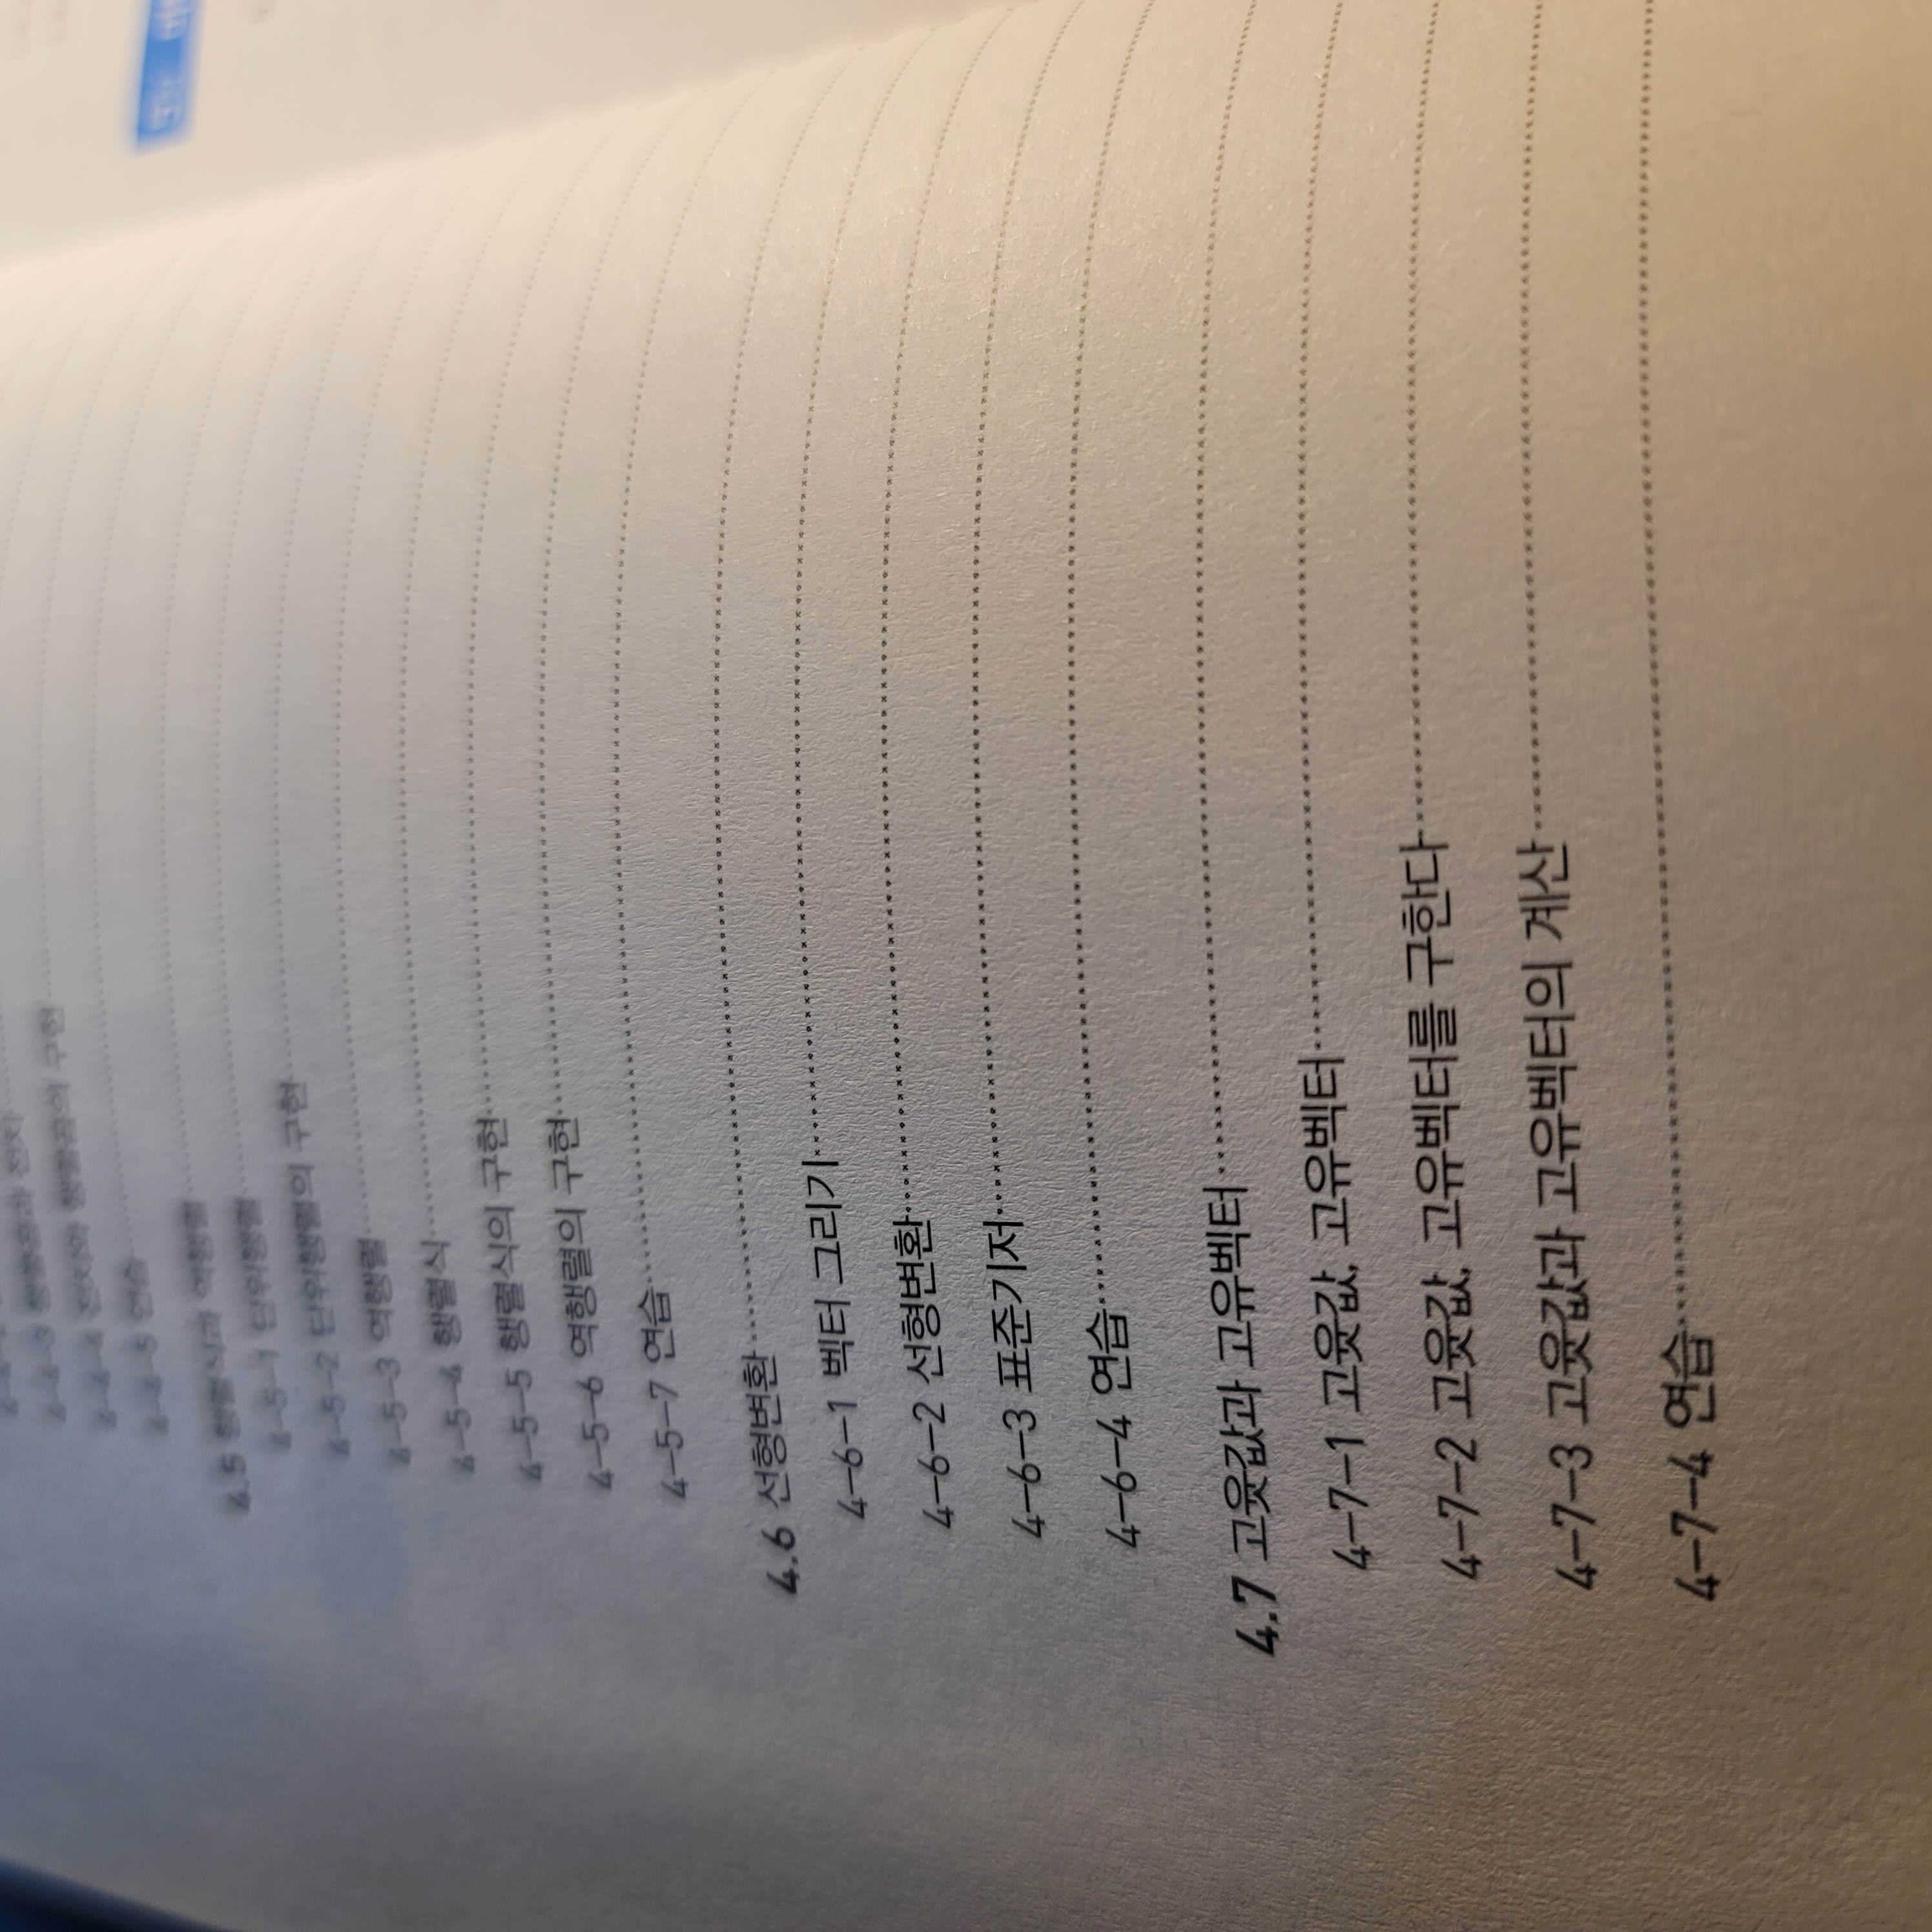 4-4-3 행렬곱과 전치
4-4-4 전치와 행렬곱의 구현
4-4-5 연습
4.5 행렬식과 역행렬
4-5-1 단위행렬
4-5-2 단위행렬의 구현
4-5-3 역행렬
4-5-4 행렬식
4-5-5 행렬식의 구현
4-5-6 역행렬의 구현
4-5-7 연습
4.6 선형변환
4-6-1 벡터 그리기
4-6-2 선형변환
4-6-3 표준기저
4-6-4 연습
4.7 고윳값과 고유벡터
4-7-1 고윳값, 고유벡터
4-7-2 고윳값, 고유벡터를 구한다
4-7-3 고윳값과 고유벡터의 계산
4-7-4 연습